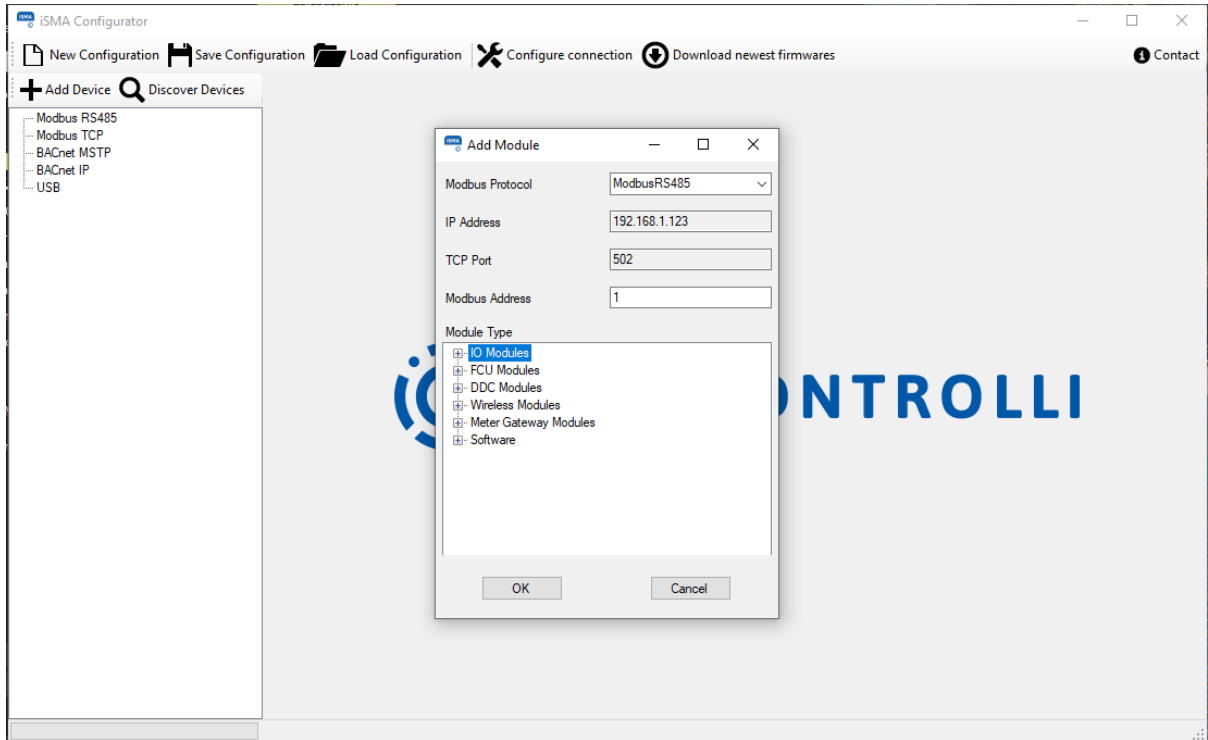 iSMA Configurator
New Configuration Save Configuration Load Configuration Configure connection Download newest firmwares Contact
Add Device Discover Devices
Modbus RS485
Modbus TCP
BACnet MSTP
BACnet IP
USB
Add Module
Modbus Protocol ModbusRS485
IP Address 192.168.1.123
TCP Port 502
Modbus Address 1
Module Type
IO Modules
FCU Modules
DDC Modules
Wireless Modules
Meter Gateway Modules
Software
OK Cancel
NTROLLI